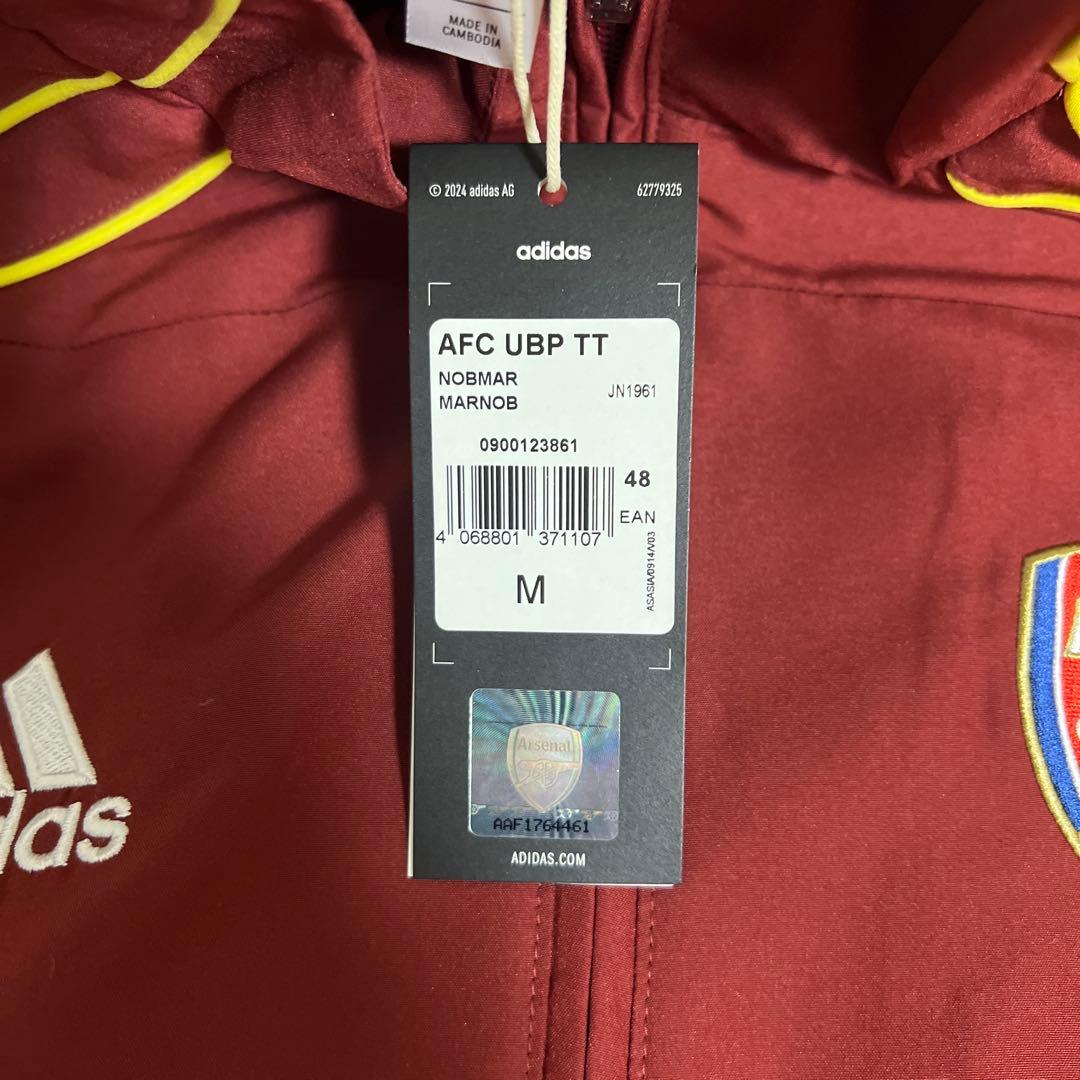 MADE IN
CAMBODIA
© 2024 adidas AG 62779325
adidas
AFC UBP TT
NOBMAR
MARNOB
JN1961
0900123861
48
EAN
4 068801 371107
M
ASASIA/0914/V03
Arsenal
AAF1764461
ADIDAS.COM
das